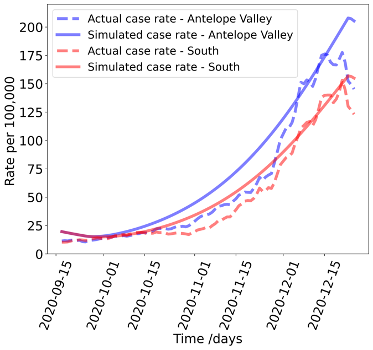 Actual case rate - Antelope Valley
Simulated case rate - Antelope Valley
Actual case rate - South
Simulated case rate - South
Rate per 100,000
200
175
150
125
100
75
50
25
0
2020-09-15
2020-10-01
2020-10-15
2020-11-01
2020-11-15
2020-12-01
2020-12-15
Time /days